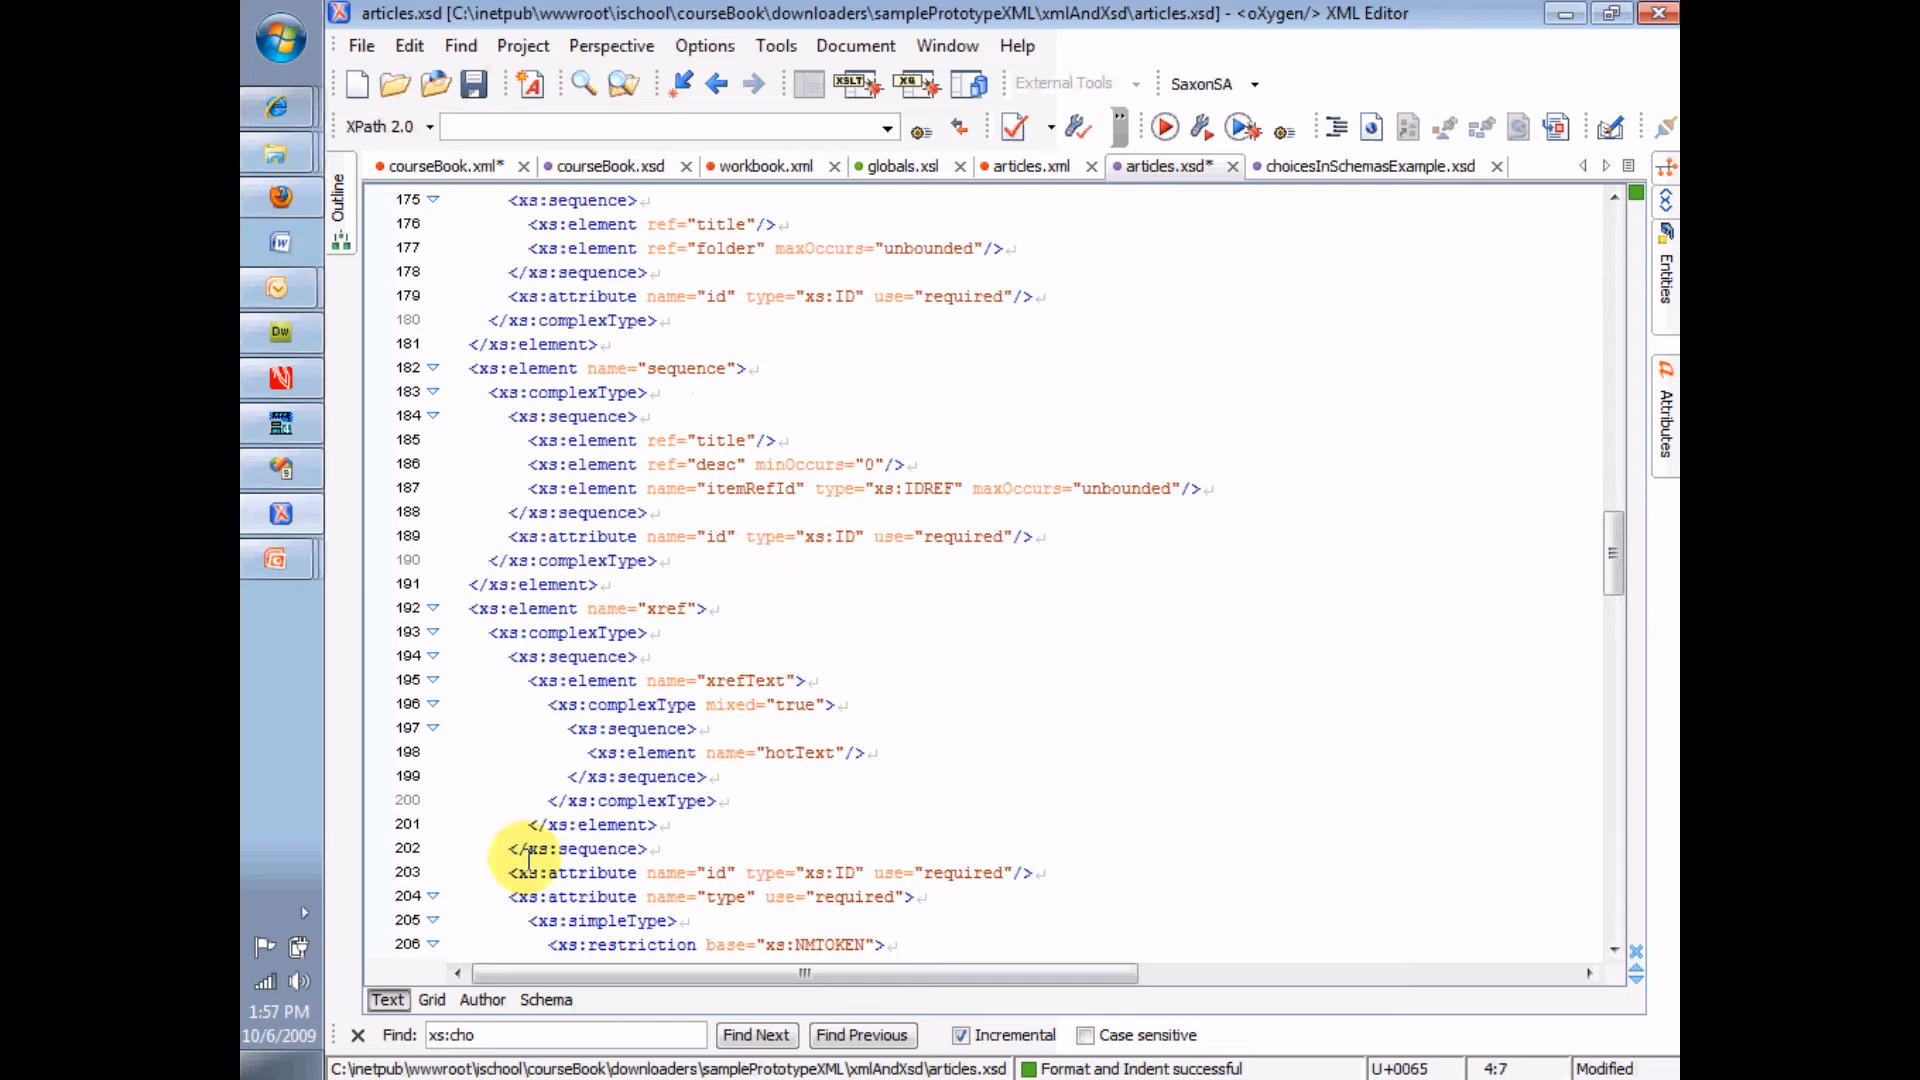 articles.xsd [C:\inetpub\wwwroot\ischool\courseBook\downloaders\samplePrototypeXML\xmlAndXsd\articles.xsd] - <oXygen/> XML Editor
File Edit Find Project Perspective Options Tools Document Window Help
XSLT XQ External Tools SaxonSA
XPath 2.0
courseBook.xml* courseBook.xsd workbook.xml globals.xsl articles.xml articles.xsd* choicesInSchemasExample.xsd
Outline
Entities
Attributes
175 <xs:sequence>
176 <xs:element ref="title"/>
177 <xs:element ref="folder" maxOccurs="unbounded"/>
178 </xs:sequence>
179 <xs:attribute name="id" type="xs:ID" use="required"/>
180 </xs:complexType>
181 </xs:element>
182 <xs:element name="sequence">
183 <xs:complexType>
184 <xs:sequence>
185 <xs:element ref="title"/>
186 <xs:element ref="desc" minOccurs="0"/>
187 <xs:element name="itemRefId" type="xs:IDREF" maxOccurs="unbounded"/>
188 </xs:sequence>
189 <xs:attribute name="id" type="xs:ID" use="required"/>
190 </xs:complexType>
191 </xs:element>
192 <xs:element name="xref">
193 <xs:complexType>
194 <xs:sequence>
195 <xs:element name="xrefText">
196 <xs:complexType mixed="true">
197 <xs:sequence>
198 <xs:element name="hotText"/>
199 </xs:sequence>
200 </xs:complexType>
201 </xs:element>
202 </xs:sequence>
203 <xs:attribute name="id" type="xs:ID" use="required"/>
204 <xs:attribute name="type" use="required">
205 <xs:simpleType>
206 <xs:restriction base="xs:NMTOKEN">
Text Grid Author Schema
Find: xs:cho Find Next Find Previous Incremental Case sensitive
C:\inetpub\wwwroot\ischool\courseBook\downloaders\samplePrototypeXML\xmlAndXsd\articles.xsd Format and Indent successful U+0065 4:7 Modified
Dw
1:57 PM
10/6/2009